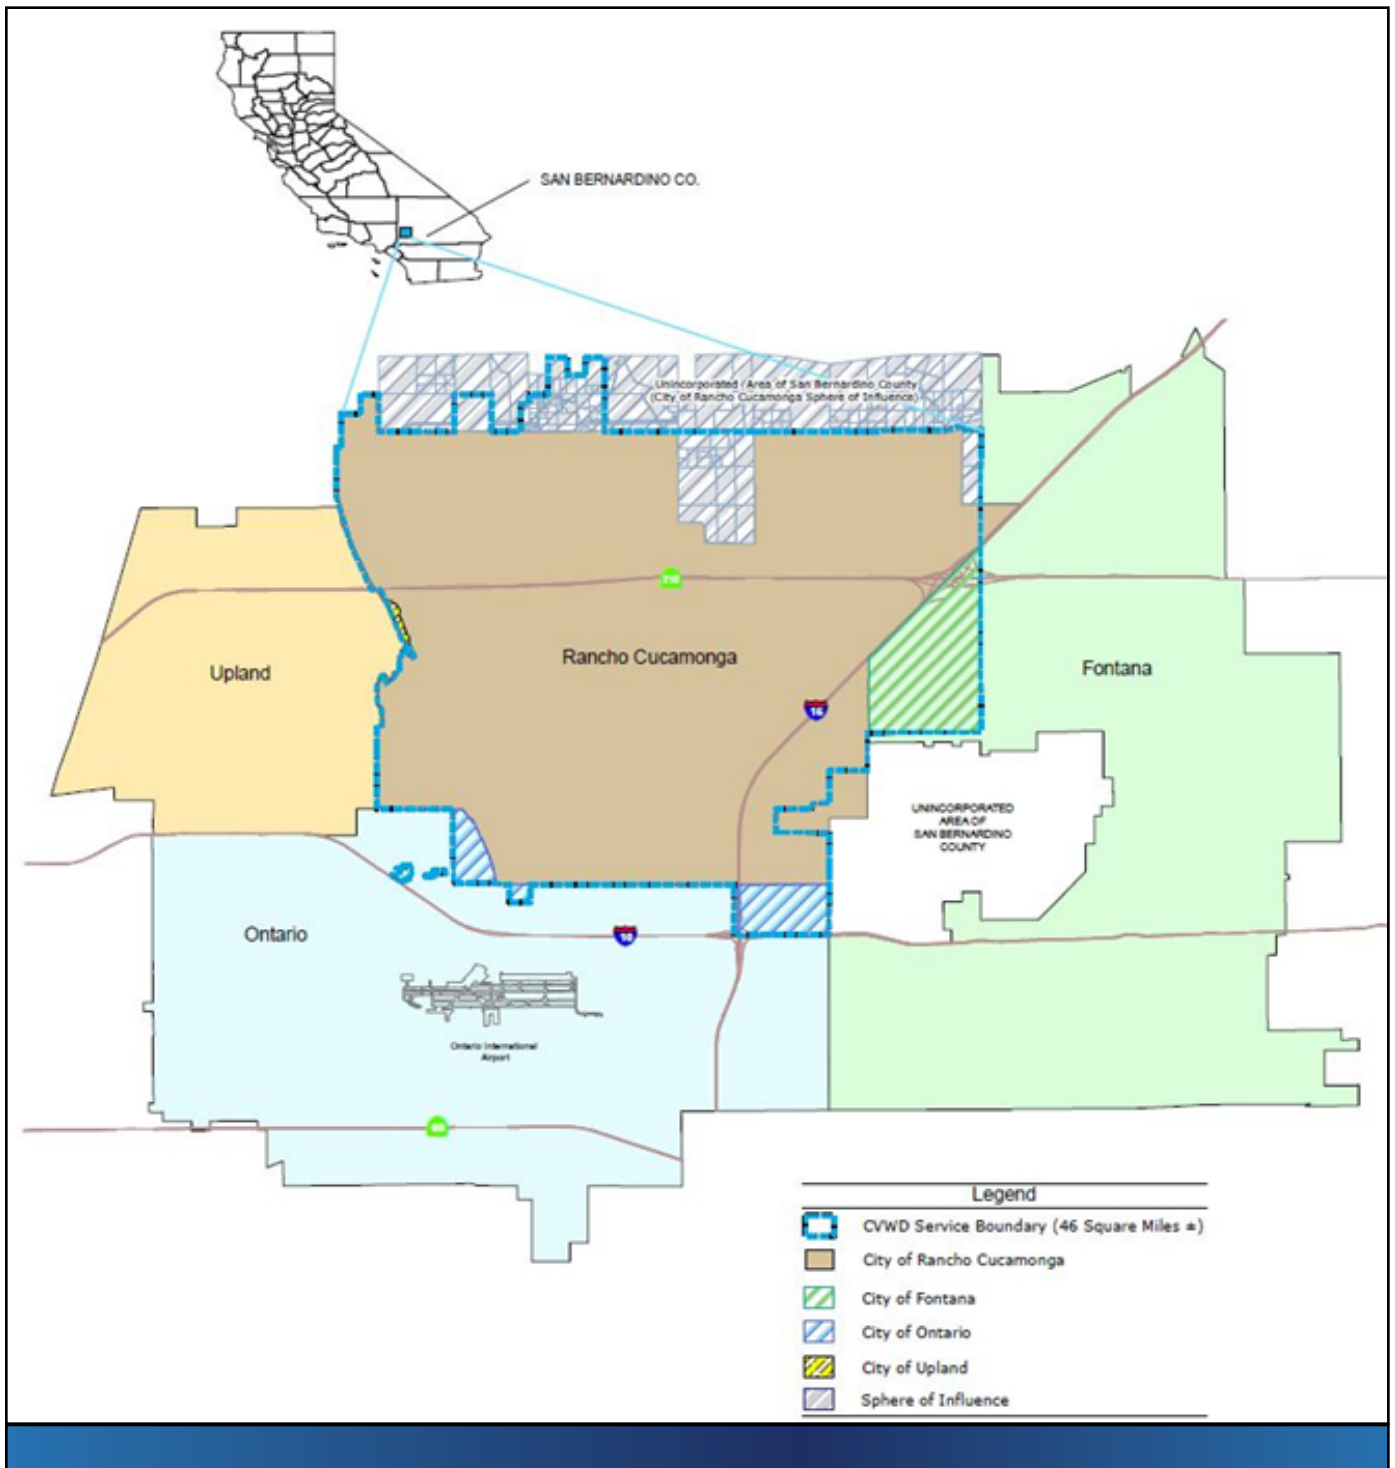 SAN BERNARDINO CO.
Unincorporated (Area of San Bernardino County
(City of Rancho Cucamonga Sphere of Influence)
210
Upland
Rancho Cucamonga
Fontana
15
UNINCORPORATED
AREA OF
SAN BERNARDINO
COUNTY
Ontario
10
Ontario International
Airport
60
Legend
CVWD Service Boundary (46 Square Miles ±)
City of Rancho Cucamonga
City of Fontana
City of Ontario
City of Upland
Sphere of Influence